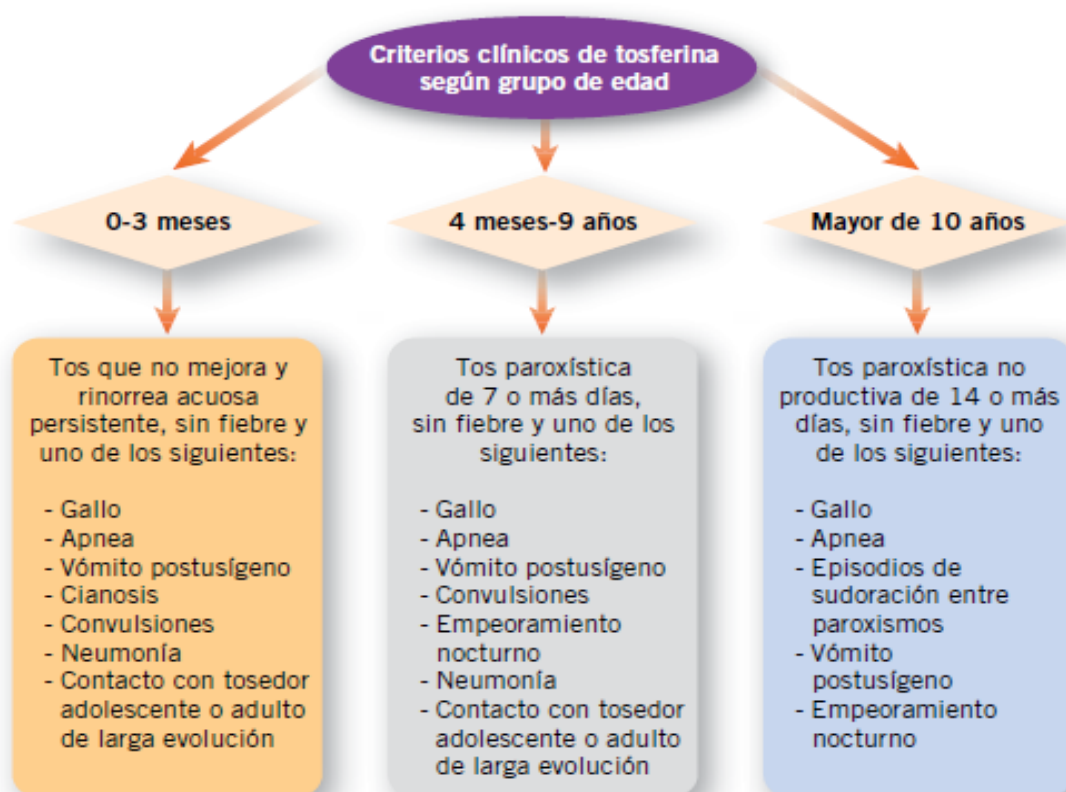 Criterios clínicos de tosferina
según grupo de edad
0-3 meses
4 meses-9 años
Mayor de 10 años
Tos que no mejora y
rinorrea acuosa
persistente, sin fiebre y
uno de los siguientes:
- Gallo
- Apnea
- Vómito postusígeno
- Cianosis
- Convulsiones
- Neumonía
- Contacto con tosedor
adolescente o adulto
de larga evolución
Tos paroxística
de 7 o más días,
sin fiebre y uno de los
siguientes:
- Gallo
- Apnea
- Vómito postusígeno
- Convulsiones
- Empeoramiento
nocturno
- Neumonía
- Contacto con tosedor
adolescente o adulto
de larga evolución
Tos paroxística no
productiva de 14 o más
días, sin fiebre y uno
de los siguientes:
- Gallo
- Apnea
- Episodios de
sudoración entre
paroxismos
- Vómito
postusígeno
- Empeoramiento
nocturno